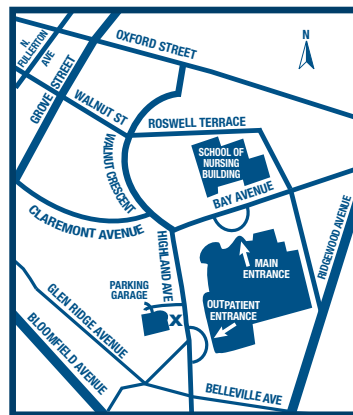 OXFORD STREET
N.
FULLERTON
AVE
GROVE STREET
N
WALNUT ST
ROSWELL TERRACE
WALNUT CRESCENT
SCHOOL OF
NURSING
BUILDING
BAY AVENUE
CLAREMONT AVENUE
HIGHLAND AVE
RIDGEWOOD AVENUE
MAIN
ENTRANCE
PARKING
GARAGE
X
OUTPATIENT
ENTRANCE
GLEN RIDGE AVENUE
BLOOMFIELD AVENUE
BELLEVILLE AVE